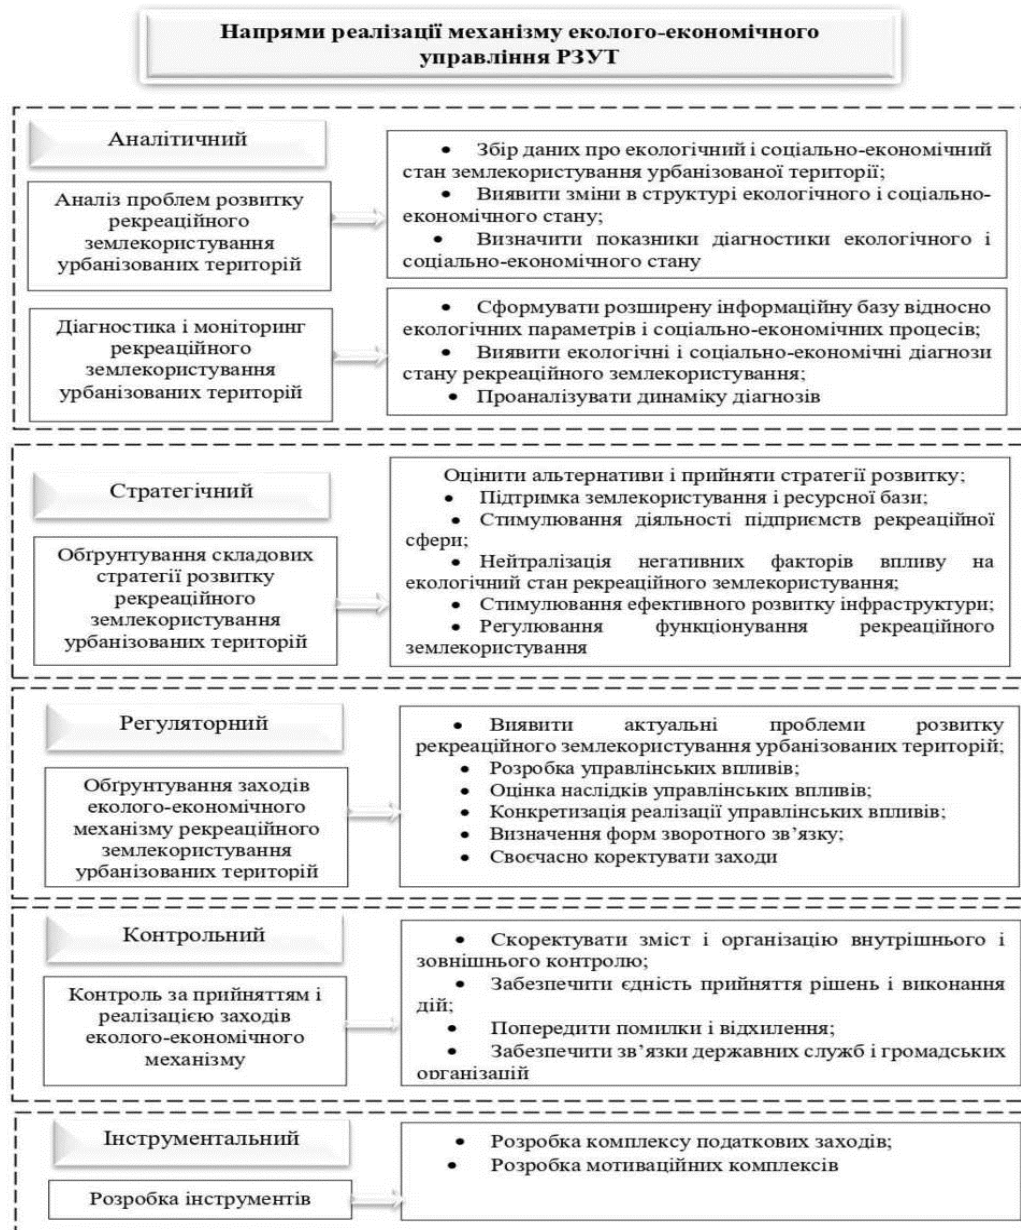 Напрями реалізації механізму еколого-економічного
управління РЗУТ
Аналітичний
Аналіз проблем розвитку
рекреаційного
землекористування
урбанізованих територій
• Збір даних про екологічний і соціально-економічний
стан землекористування урбанізованої території;
• Виявити зміни в структурі екологічного і соціально-
економічного стану;
• Визначити показники діагностики екологічного і
соціально-економічного стану
Діагностика і моніторинг
рекреаційного
землекористування
урбанізованих територій
• Сформувати розширену інформаційну базу відносно
екологічних параметрів і соціально-економічних процесів;
• Виявити екологічні і соціально-економічні діагнози
стану рекреаційного землекористування;
• Проаналізувати динаміку діагнозів
Стратегічний
Обґрунтування складових
стратегії розвитку
рекреаційного
землекористування
урбанізованих територій
Оцінити альтернативи і прийняти стратегії розвитку;
• Підтримка землекористування і ресурсної бази;
• Стимулювання діяльності підприємств рекреаційної
сфери;
• Нейтралізація негативних факторів впливу на
екологічний стан рекреаційного землекористування;
• Стимулювання ефективного розвитку інфраструктури;
• Регулювання функціонування рекреаційного
землекористування
Регуляторний
Обґрунтування заходів
еколого-економічного
механізму рекреаційного
землекористування
урбанізованих територій
• Виявити актуальні проблеми розвитку
рекреаційного землекористування урбанізованих територій;
• Розробка управлінських впливів;
• Оцінка наслідків управлінських впливів;
• Конкретизація реалізації управлінських впливів;
• Визначення форм зворотного зв’язку;
• Своєчасно коректувати заходи
Контрольний
Контроль за прийняттям і
реалізацією заходів
еколого-економічного
механізму
• Скоректувати зміст і організацію внутрішнього і
зовнішнього контролю;
• Забезпечити єдність прийняття рішень і виконання
дій;
• Попередити помилки і відхилення;
• Забезпечити зв’язки державних служб і громадських
організацій
Інструментальний
Розробка інструментів
• Розробка комплексу податкових заходів;
• Розробка мотиваційних комплексів